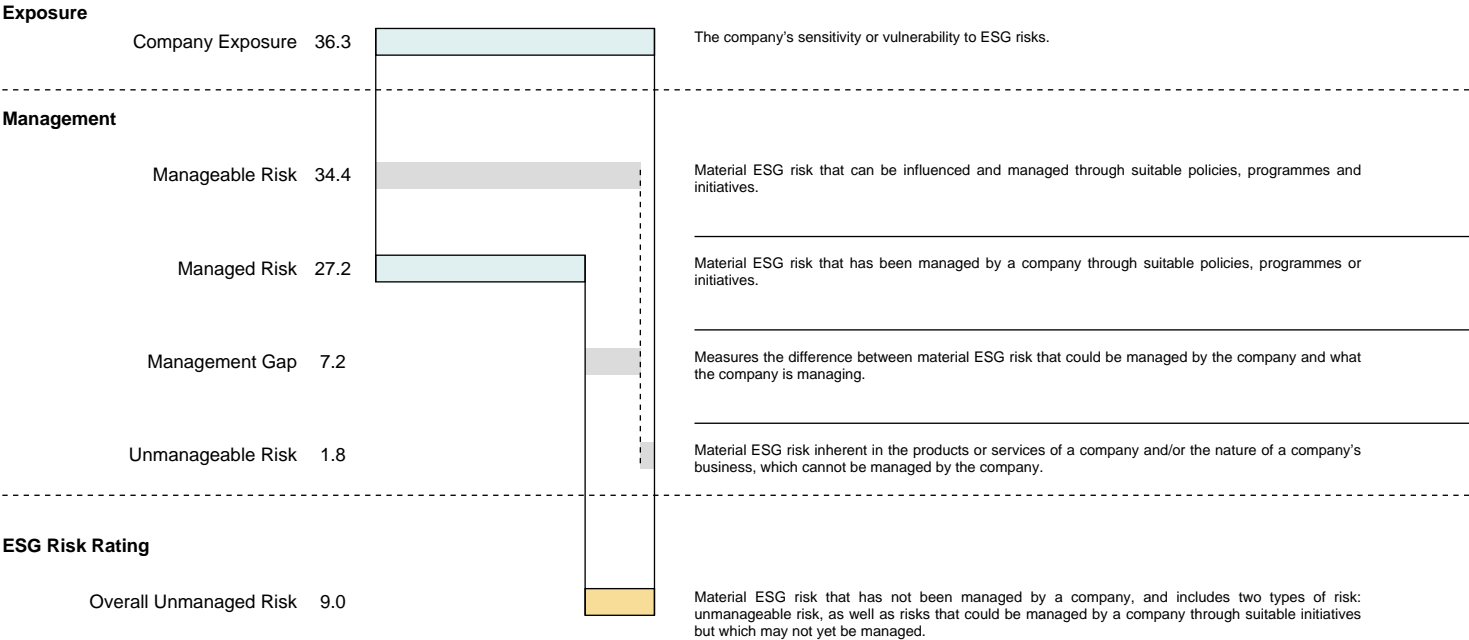 Exposure
Company Exposure 36.3
The company’s sensitivity or vulnerability to ESG risks.
Management
Manageable Risk 34.4
Material ESG risk that can be influenced and managed through suitable policies, programmes and
initiatives.
Managed Risk 27.2
Material ESG risk that has been managed by a company through suitable policies, programmes or
initiatives.
Management Gap 7.2
Measures the difference between material ESG risk that could be managed by the company and what
the company is managing.
Unmanageable Risk 1.8
Material ESG risk inherent in the products or services of a company and/or the nature of a company’s
business, which cannot be managed by the company.
ESG Risk Rating
Overall Unmanaged Risk 9.0
Material ESG risk that has not been managed by a company, and includes two types of risk:
unmanageable risk, as well as risks that could be managed by a company through suitable initiatives
but which may not yet be managed.